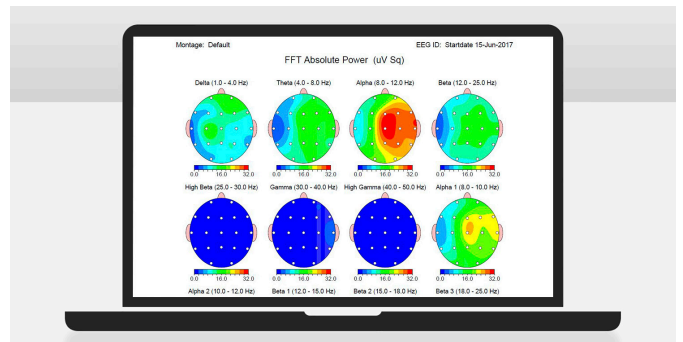 Montage: Default EEG ID: Startdate 15-Jun-2017
FFT Absolute Power (uV Sq)
Delta (1.0 - 4.0 Hz) Theta (4.0 - 8.0 Hz) Alpha (8.0 - 12.0 Hz) Beta (12.0 - 25.0 Hz)
0.0 16.0 32.0 0.0 16.0 32.0 0.0 16.0 32.0 0.0 16.0 32.0
High Beta (25.0 - 30.0 Hz) Gamma (30.0 - 40.0 Hz) High Gamma (40.0 - 50.0 Hz) Alpha 1 (8.0 - 10.0 Hz)
0.0 16.0 32.0 0.0 16.0 32.0 0.0 16.0 32.0 0.0 16.0 32.0
Alpha 2 (10.0 - 12.0 Hz) Beta 1 (12.0 - 15.0 Hz) Beta 2 (15.0 - 18.0 Hz) Beta 3 (18.0 - 25.0 Hz)